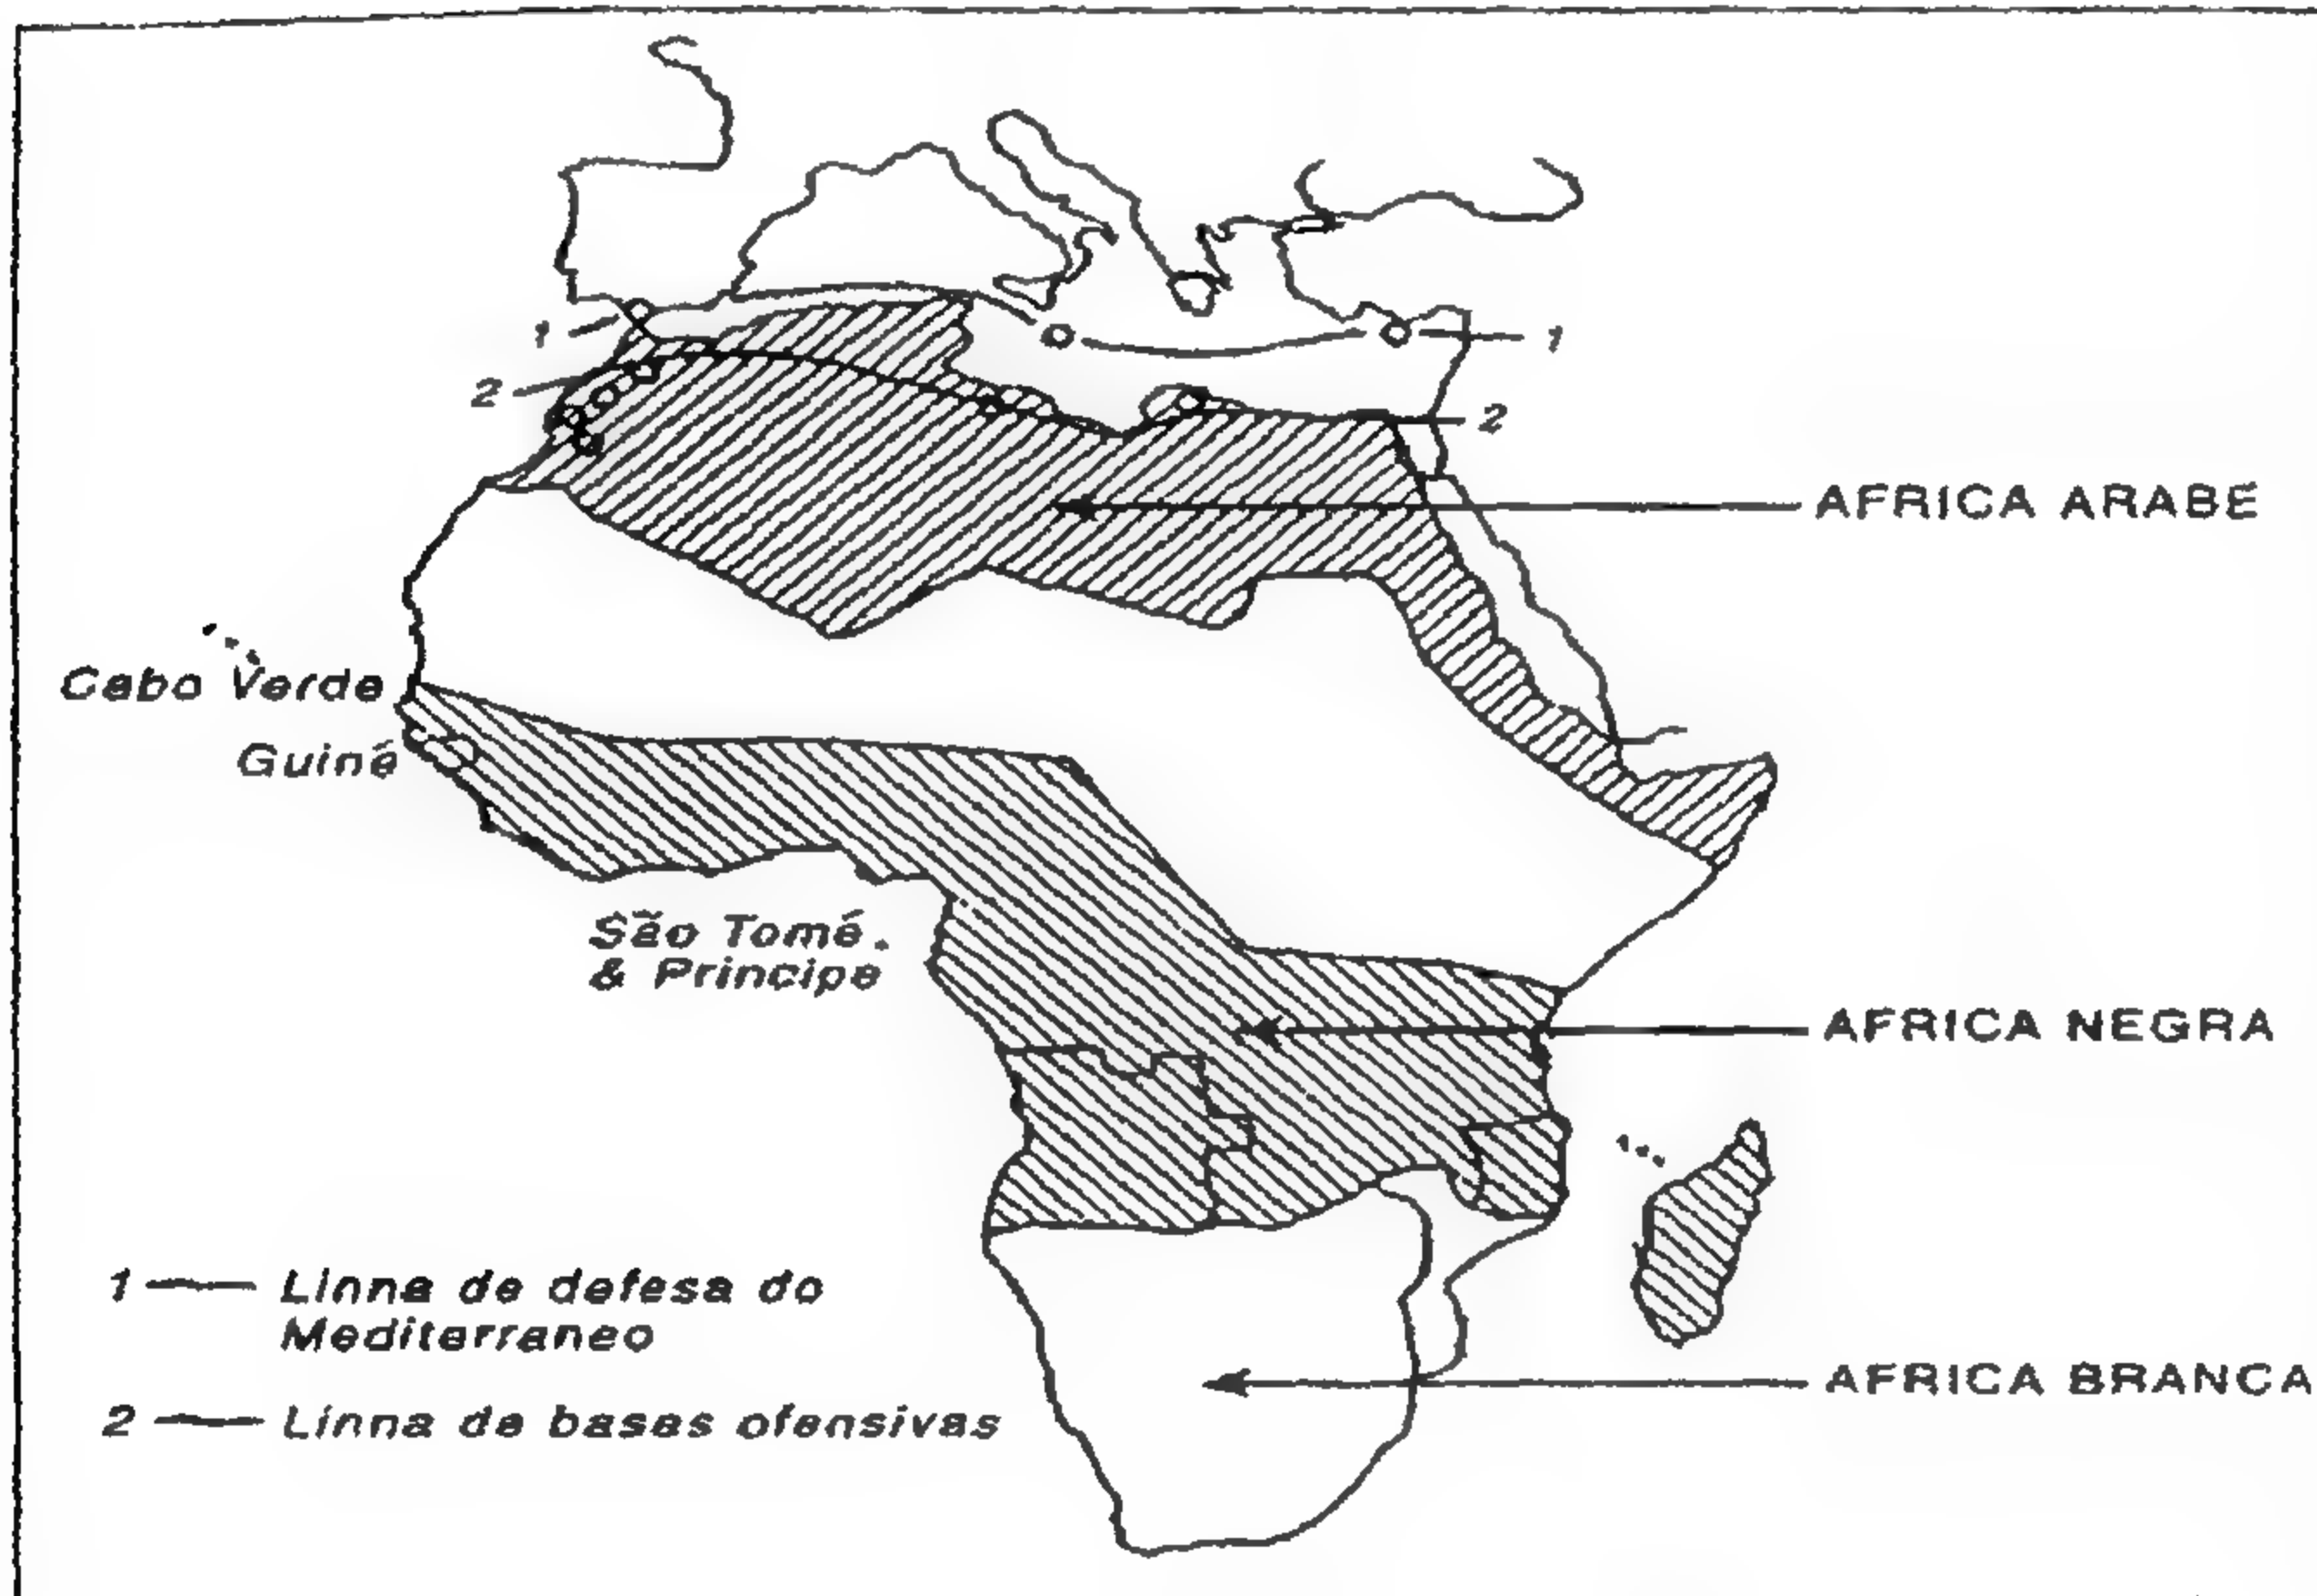 1
1
2
2
AFRICA ARABE
Cabo Verde
Guiné
São Tomé
& Principe
AFRICA NEGRA
1 — Linna de defesa do
Mediterraneo
AFRICA BRANCA
2 — Linna de bases ofensivas